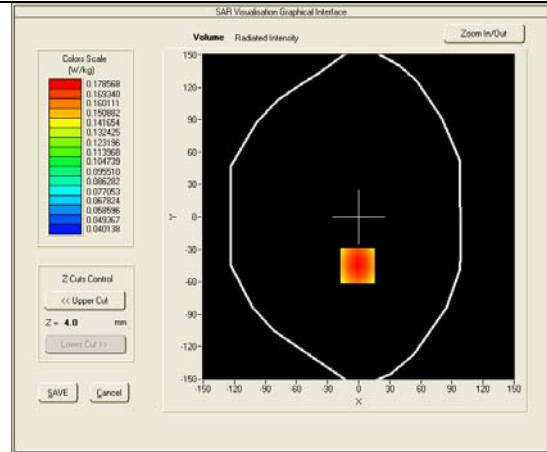 SAR Visualisation Graphical Interface
Volume Radiated Intensity
Zoom In/Out
Colors Scale
(W/kg)
0.178568
0.169340
0.160111
0.150882
0.141654
0.132425
0.123196
0.113968
0.104739
0.095510
0.086282
0.077053
0.067824
0.058596
0.049367
0.040138
150
120
90
60
30
0
-30
-60
-90
-120
-150
Y
-150 -120 -90 -60 -30 0 30 60 90 120 150
X
Z-Cuts Control
<< Upper Cut
Z = 4.0 mm
Lower Cut >>
SAVE Cancel